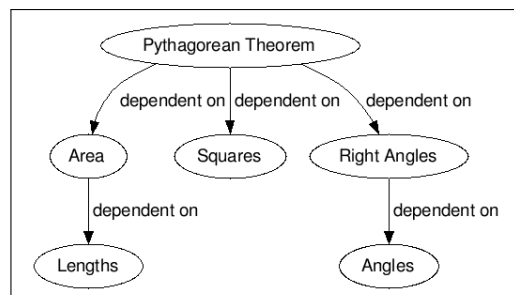 Pythagorean Theorem
dependent on dependent on dependent on
Area Squares Right Angles
dependent on dependent on
Lengths Angles